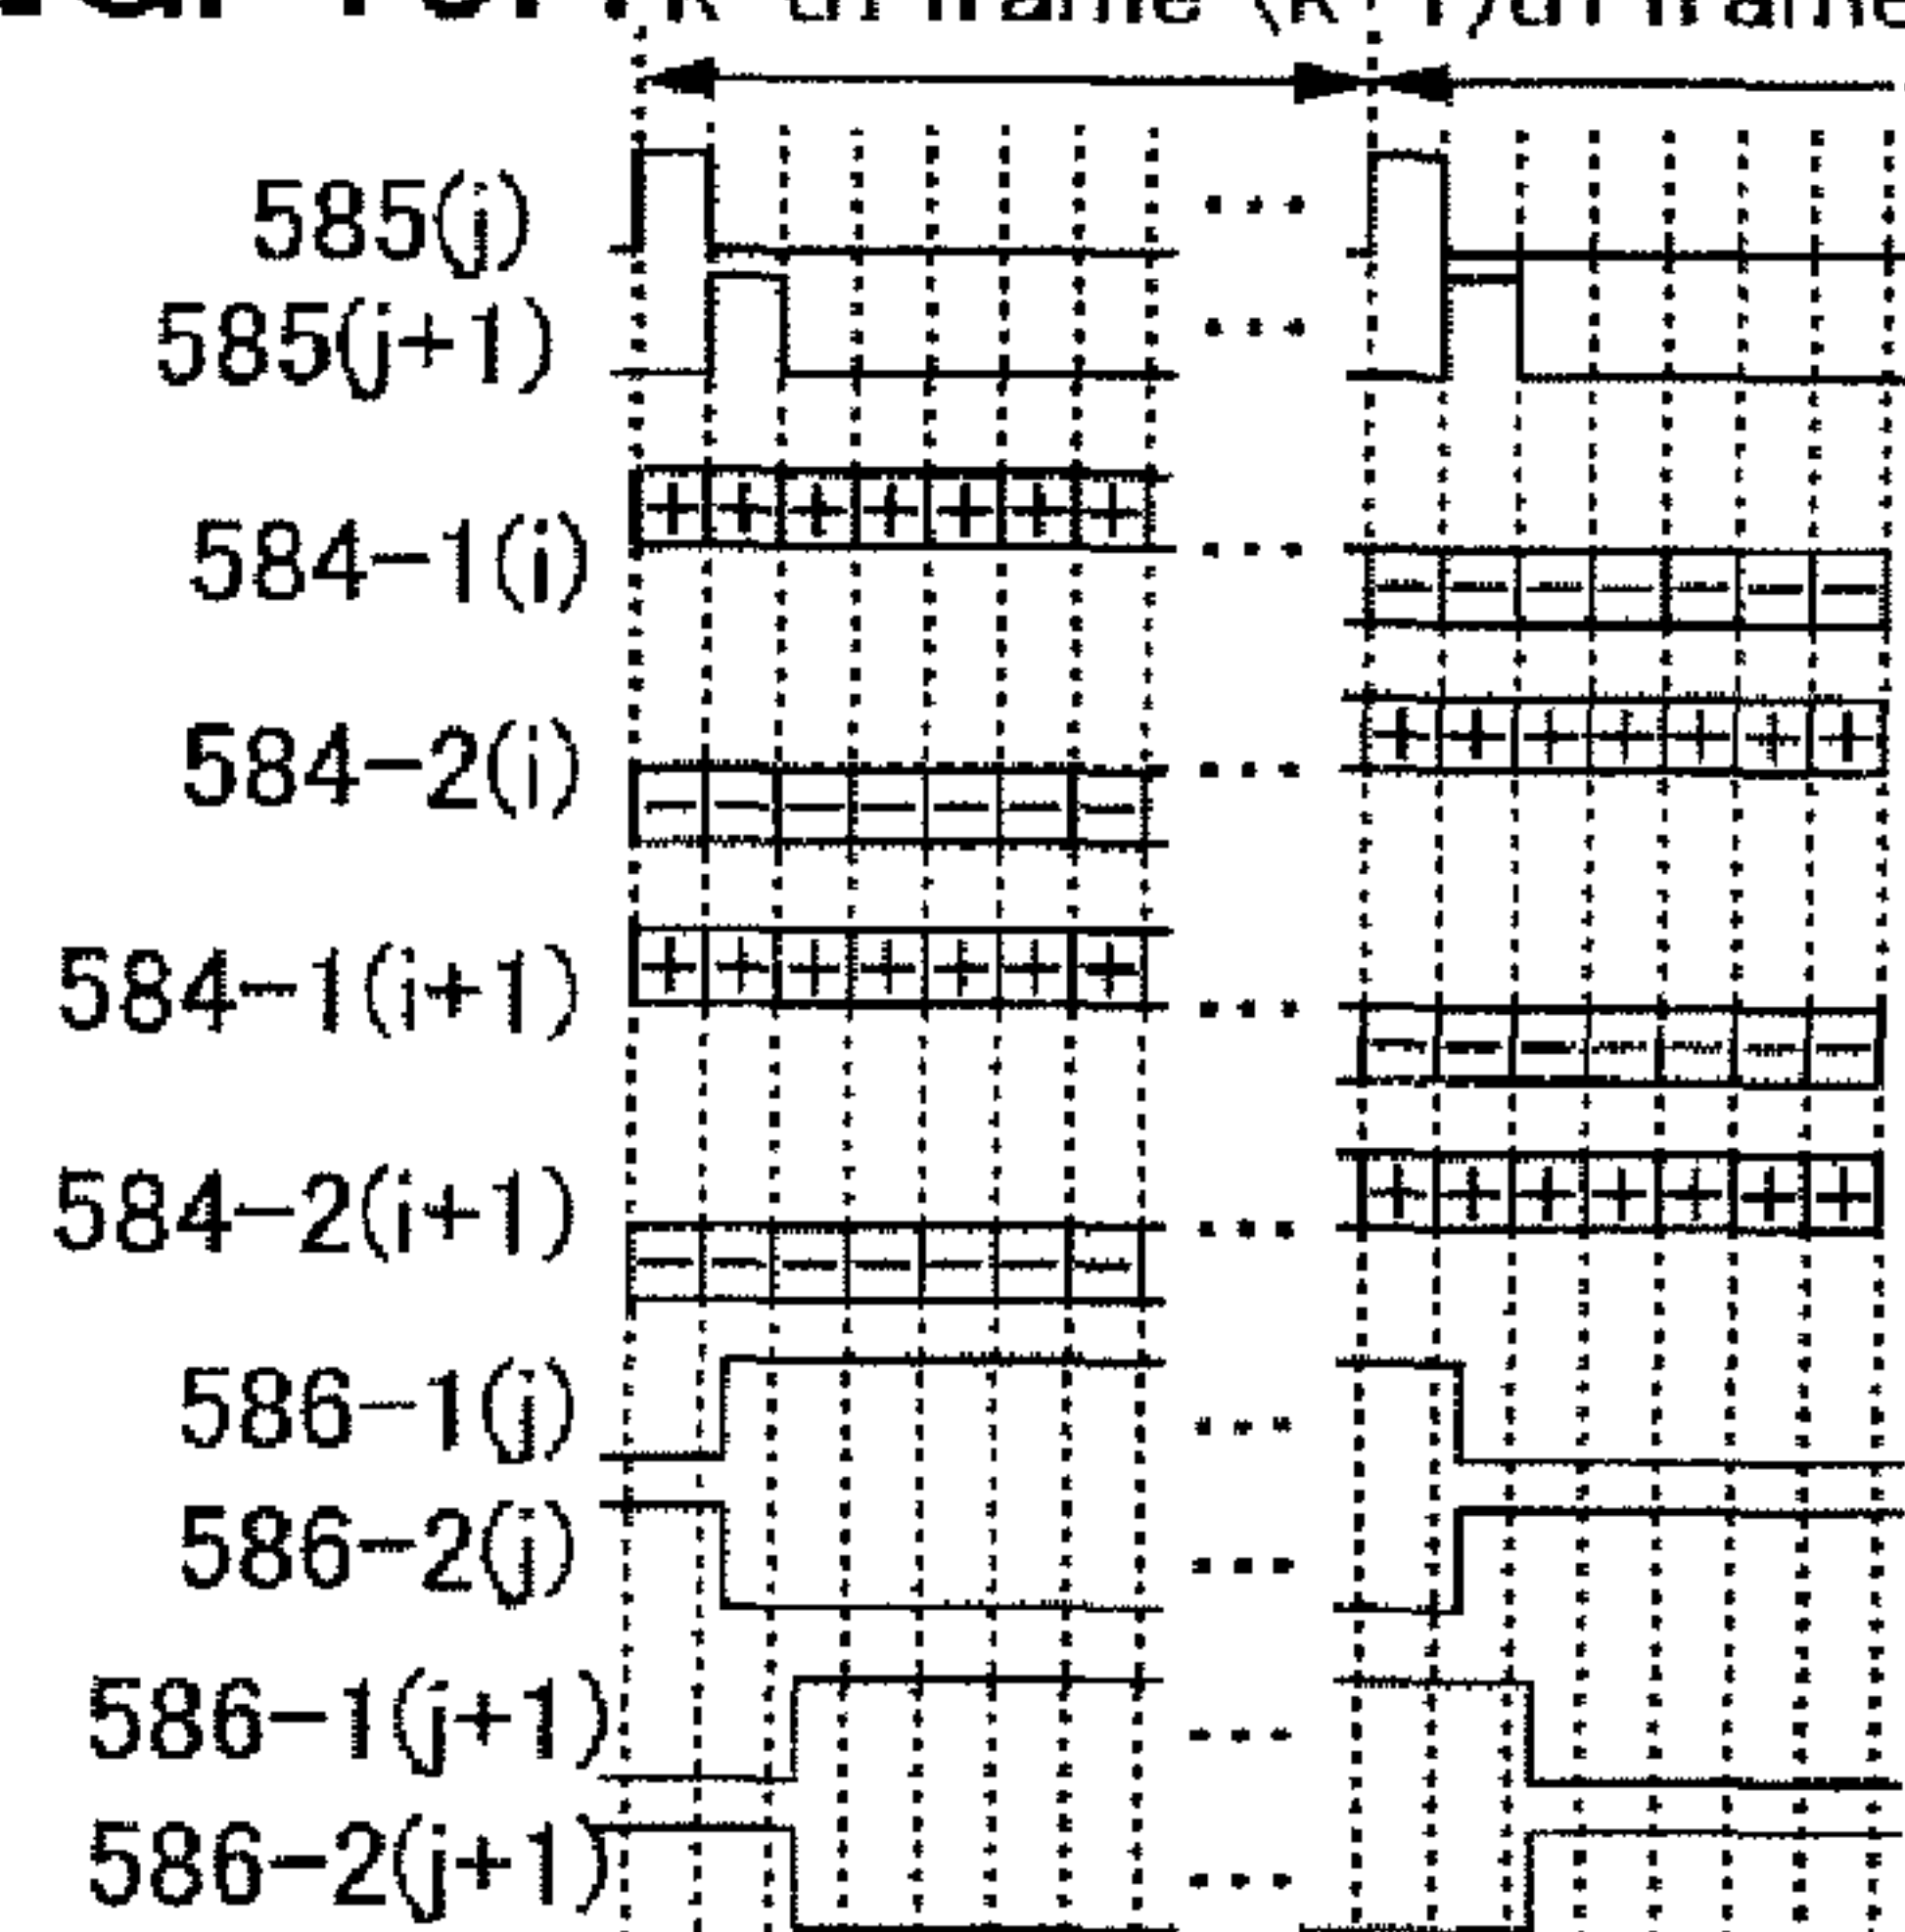 585(j)
585(j+1)
584-1(i)
+ + + + + + +
- - - - - - -
584-2(i)
+ + + + + + +
- - - - - - -
584-1(i+1)
+ + + + + + +
- - - - - - -
584-2(i+1)
+ + + + + + +
- - - - - - -
586-1(j)
586-2(j)
586-1(j+1)
586-2(j+1)